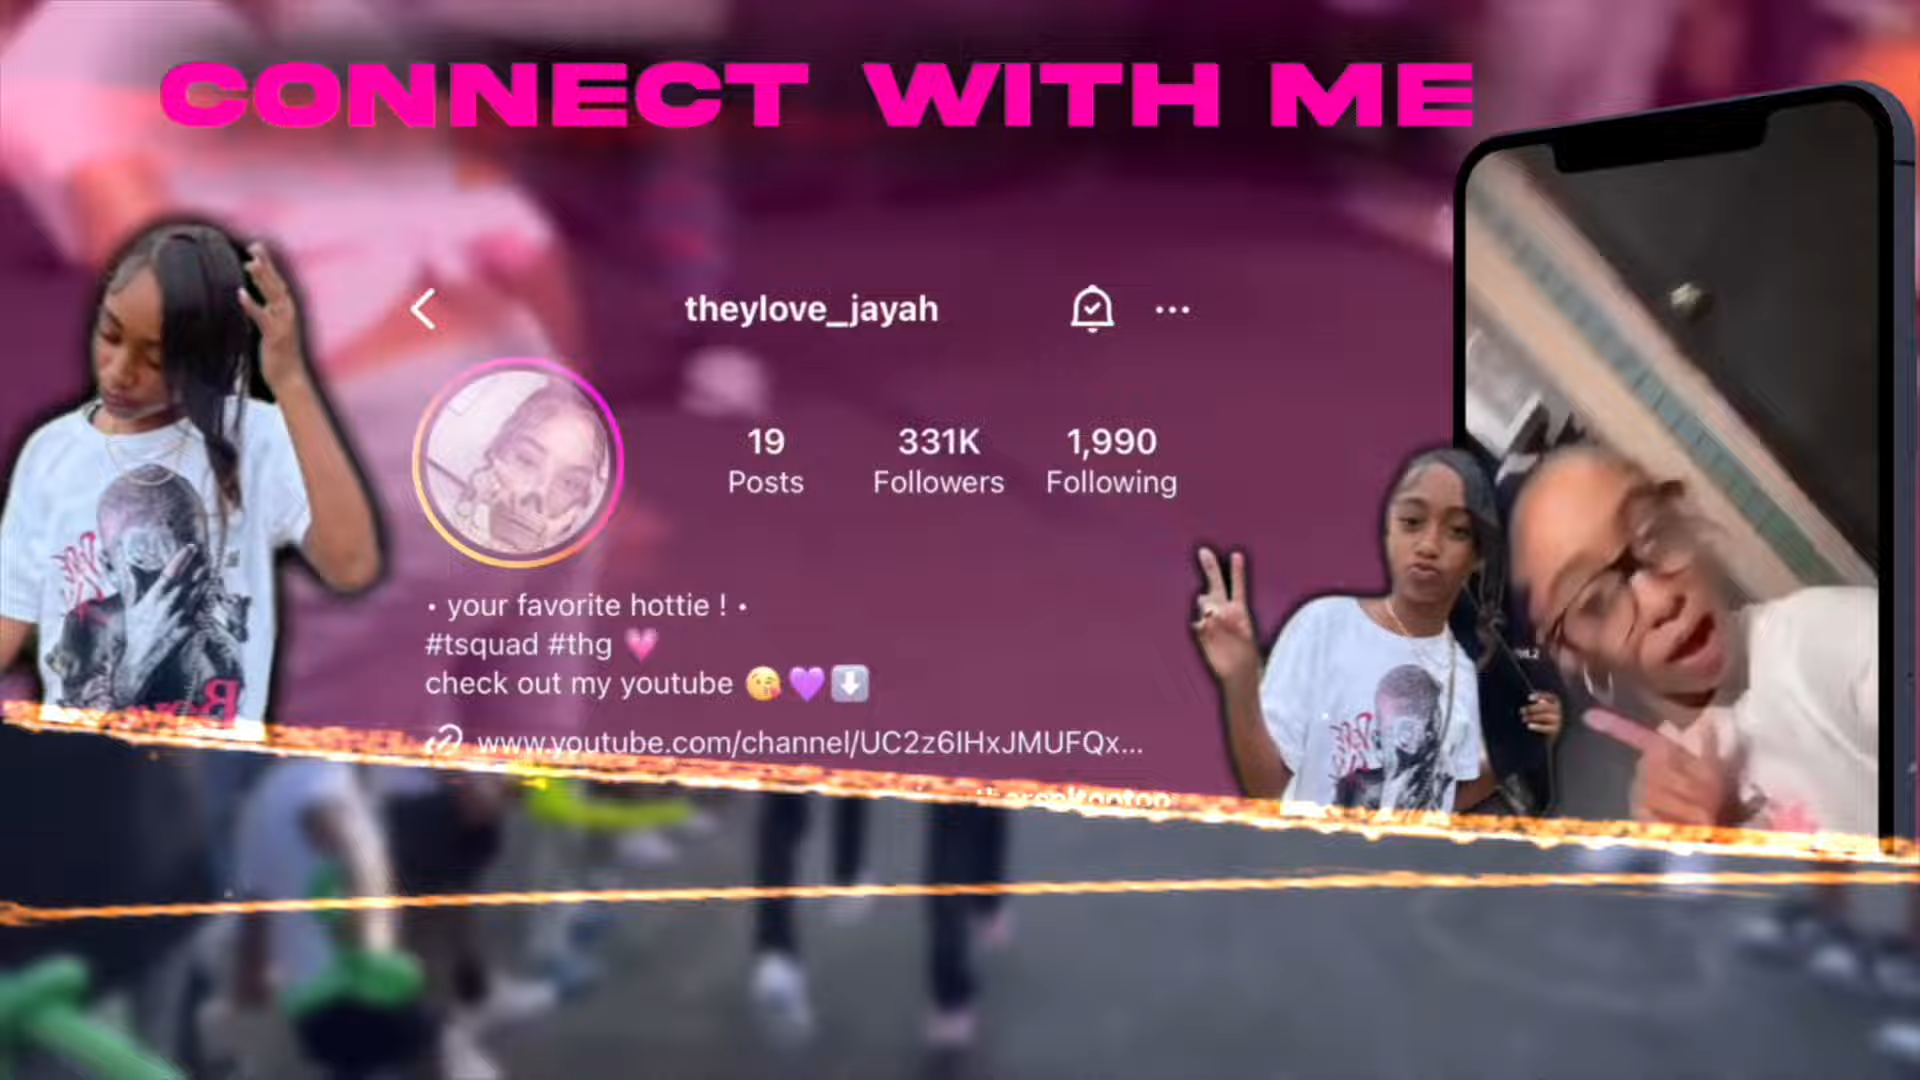 CONNECT WITH ME
theylove_jayah
19 331K 1,990
Posts Followers Following
• your favorite hottie ! •
#tsquad #thg 💗
check out my youtube 😘💜⬇️
www.youtube.com/channel/UC2z6IHxJMUFQx...